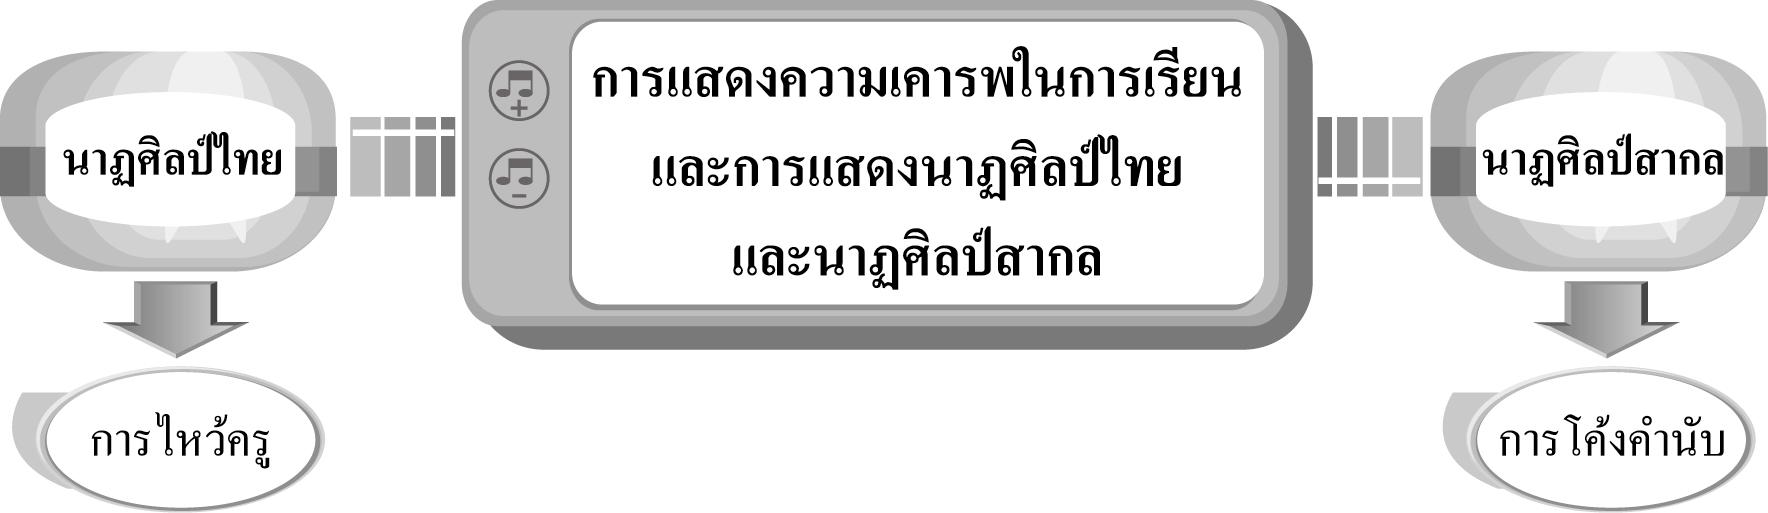 การแสดงความเคารพในการเรียน
และการแสดงนาฏศิลป์ไทย
และนาฏศิลป์สากล
นาฏศิลป์ไทย
นาฏศิลป์สากล
การไหว้ครู
การโค้งคำนับ